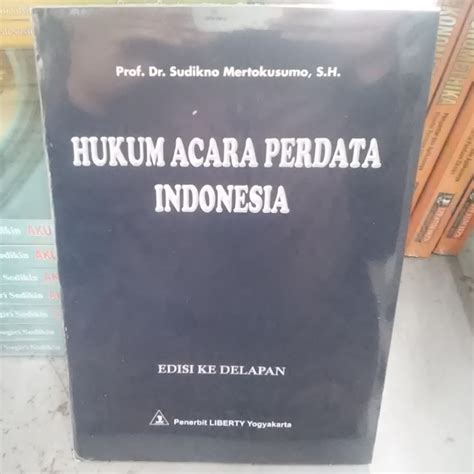 Prof. Dr. Sudikno Mertokusumo, S.H.
HUKUM ACARA PERDATA
INDONESIA
EDISI KE DELAPAN
Penerbit LIBERTY Yogyakarta